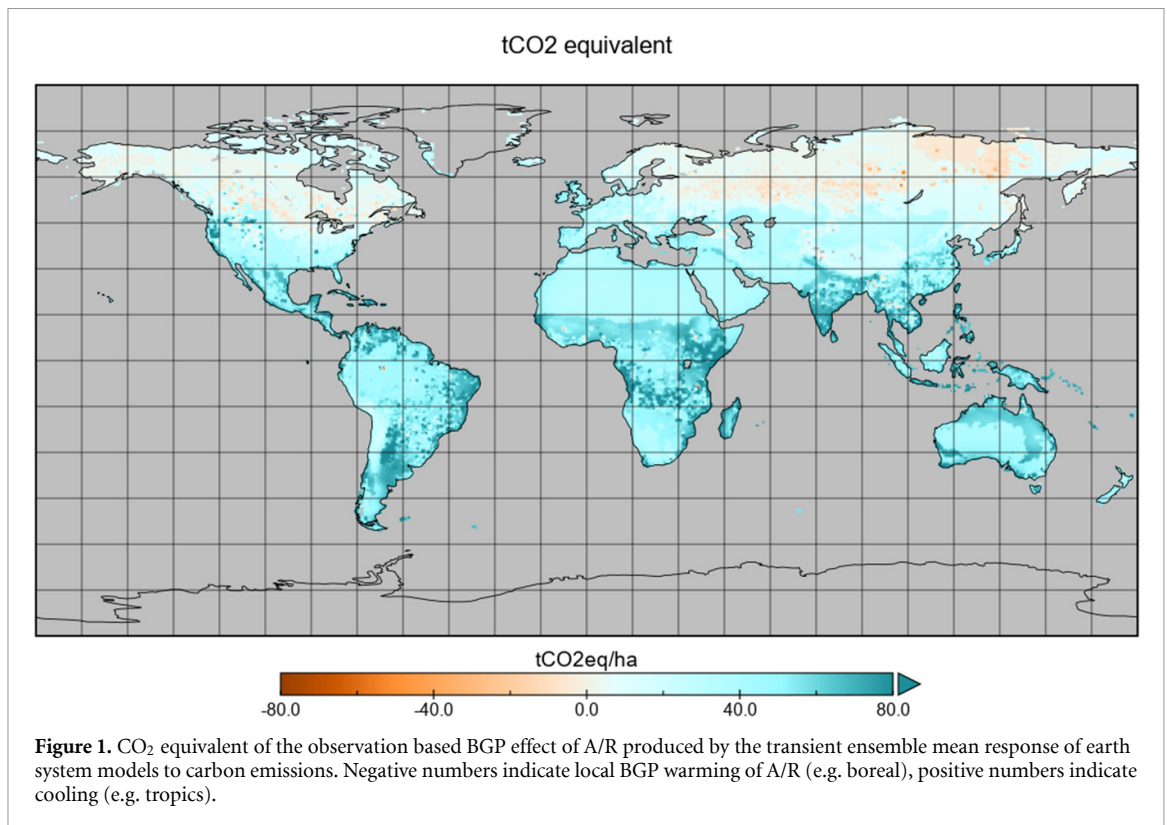 tCO2 equivalent
tCO2eq/ha
-80.0 -40.0 0.0 40.0 80.0
Figure 1. CO₂ equivalent of the observation based BGP effect of A/R produced by the transient ensemble mean response of earth
system models to carbon emissions. Negative numbers indicate local BGP warming of A/R (e.g. boreal), positive numbers indicate
cooling (e.g. tropics).